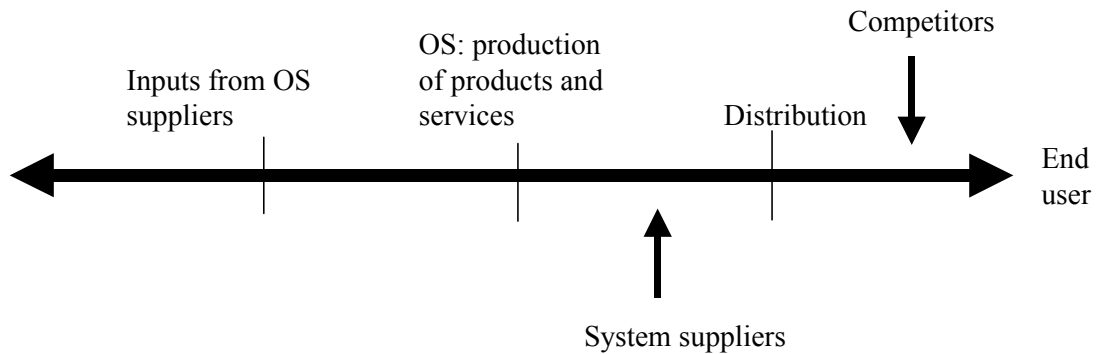 Competitors
Inputs from OS
suppliers
OS: production
of products and
services
Distribution
End
user
System suppliers